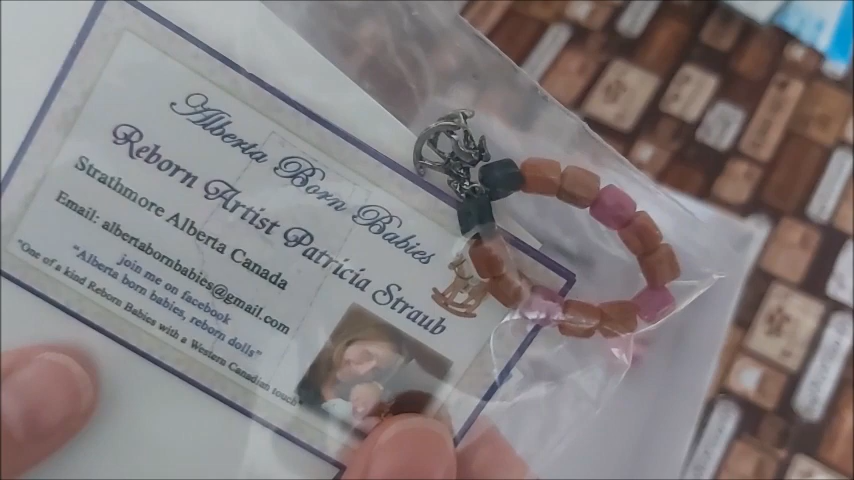 Alberta Born Babies
Reborn Artist Patricia Straub
Strathmore Alberta Canada
Email: albertabornbabies@gmail.com
join me on facebook
"Alberta born babies, reborn dolls"
"One of a kind Reborn Babies with a Western Canadian touch"